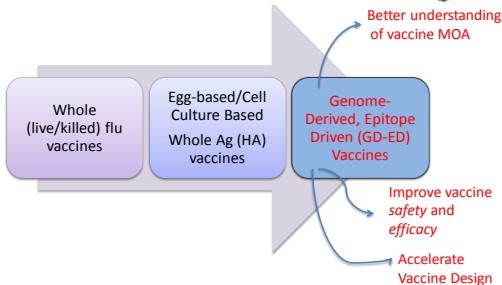 Better understanding
of vaccine MOA
Whole
(live/killed) flu
vaccines
Egg-based/Cell
Culture Based
Whole Ag (HA)
vaccines
Genome-
Derived, Epitope
Driven (GD-ED)
Vaccines
Improve vaccine
safety and
efficacy
Accelerate
Vaccine Design